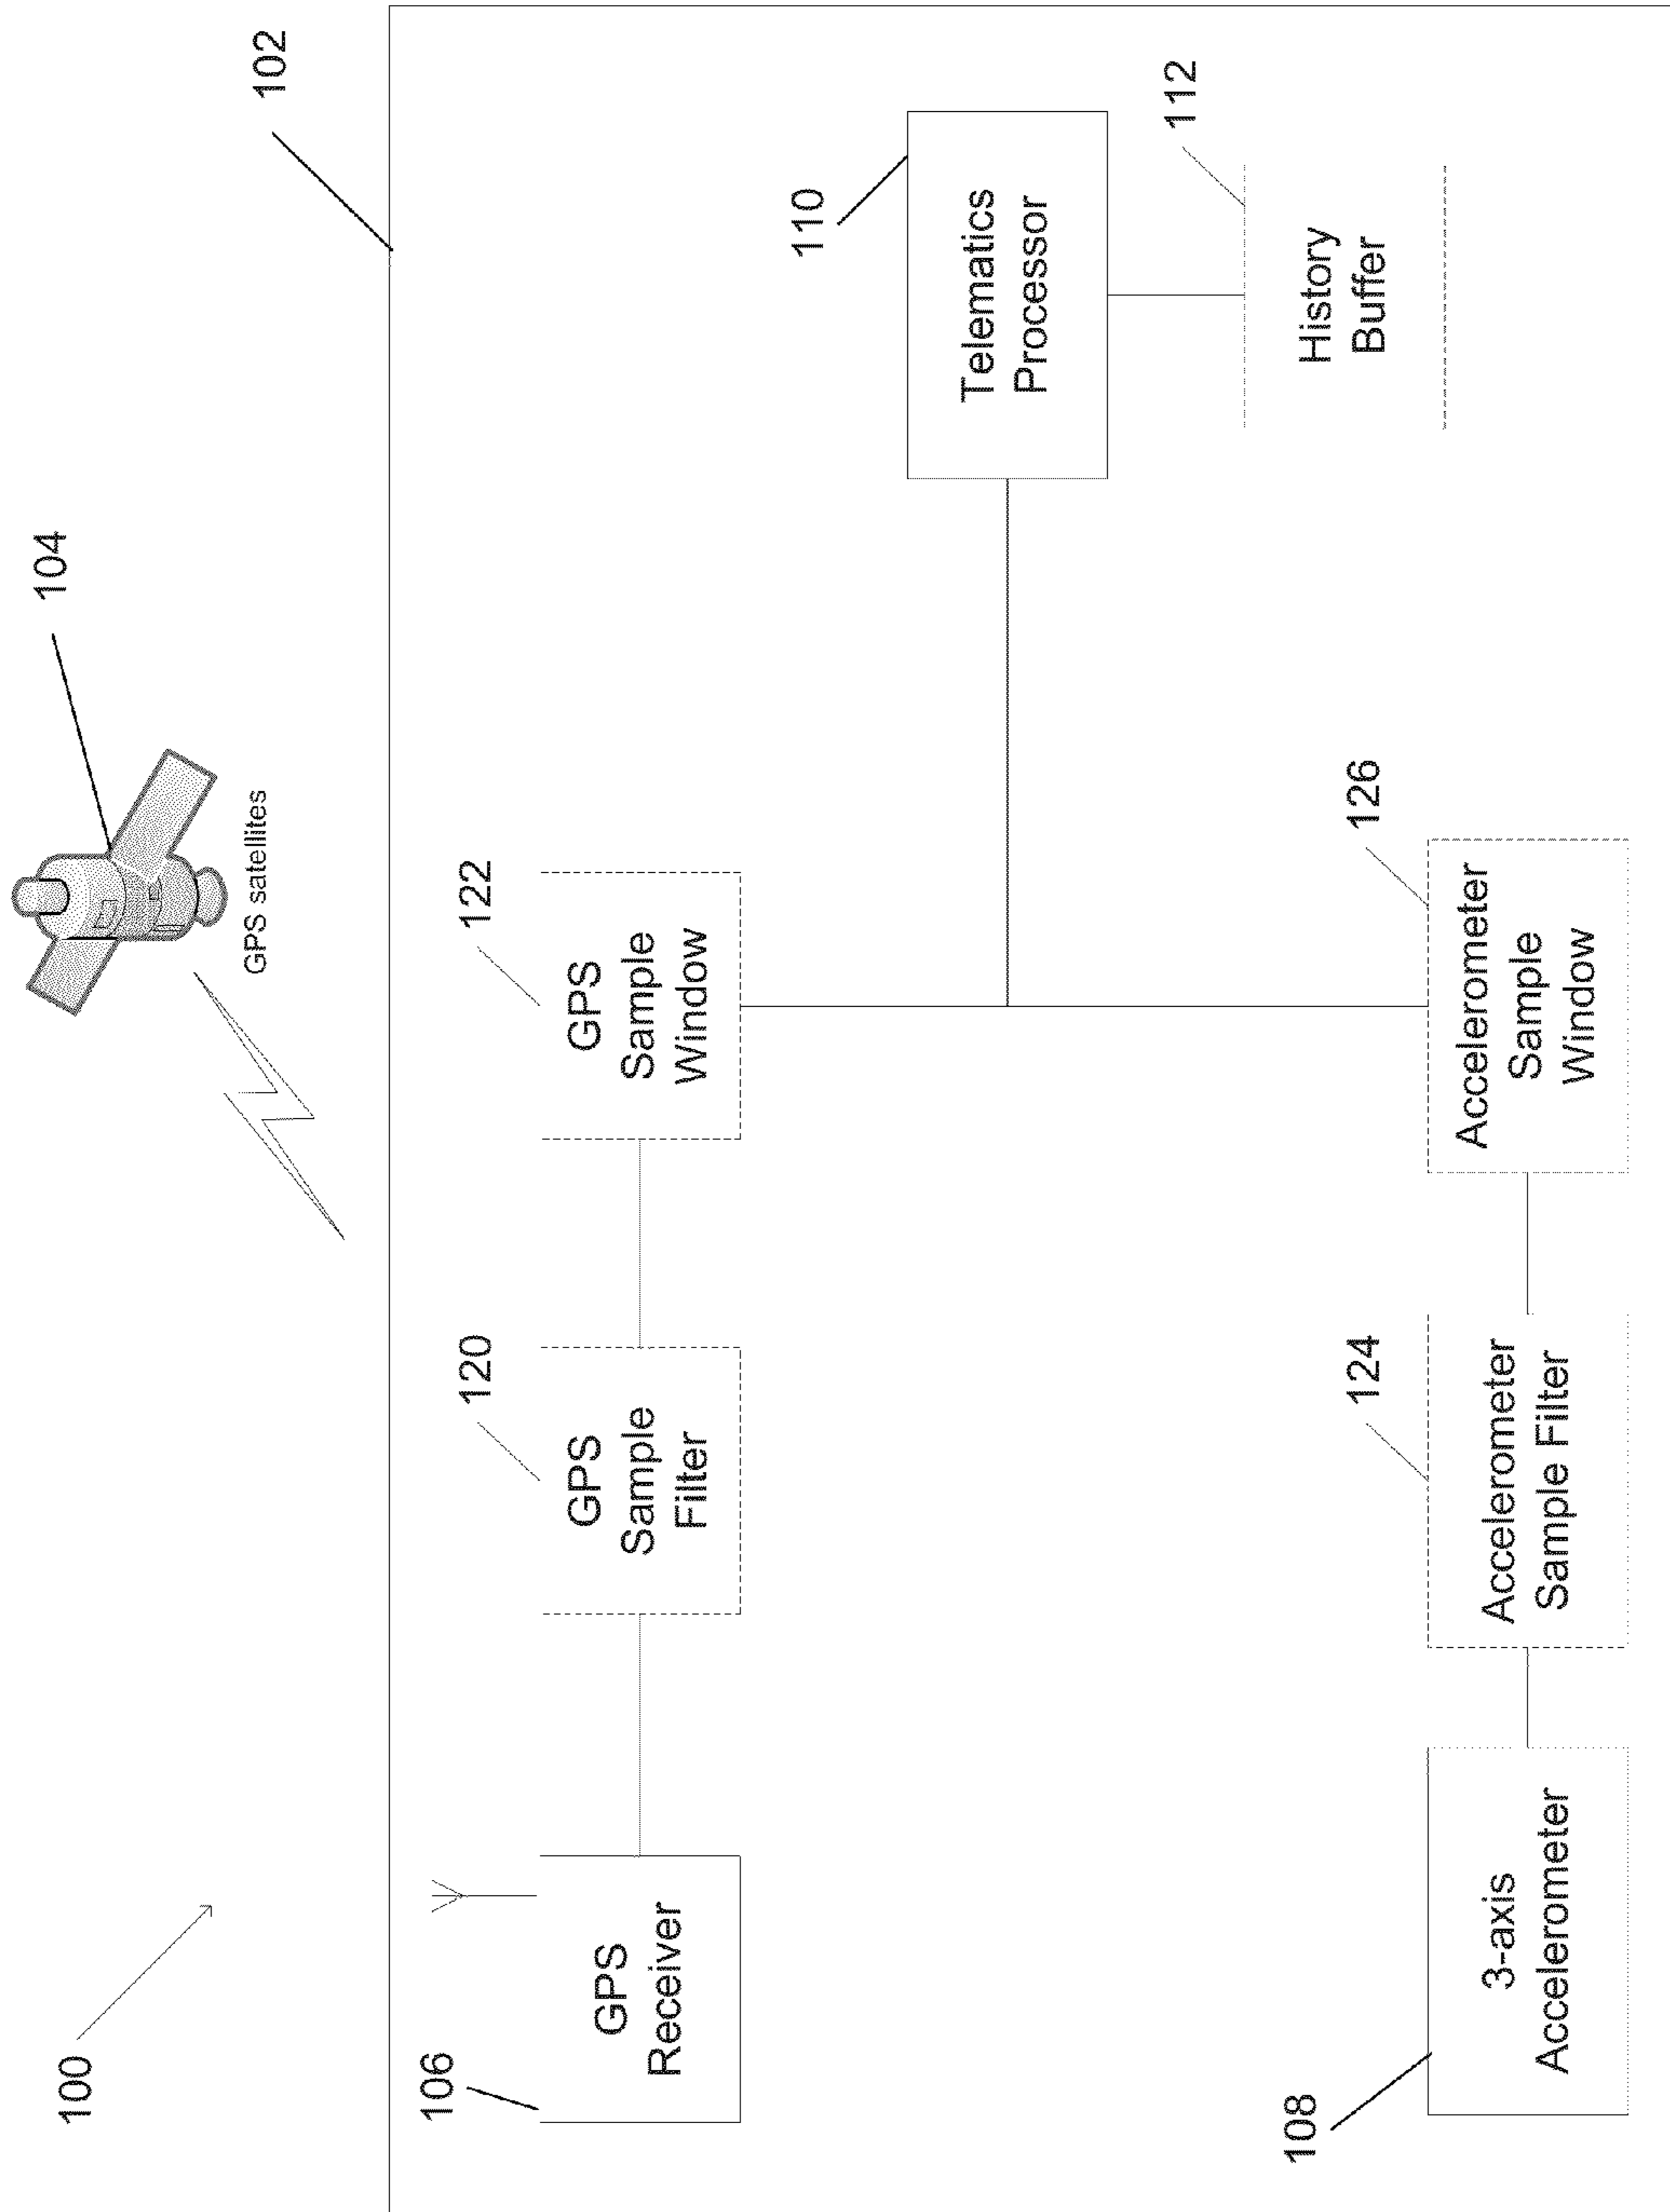 100
104
GPS satellites
102
106
GPS
Receiver
120
GPS
Sample
Filter
122
GPS
Sample
Window
110
Telematics
Processor
112
History
Buffer
108
3-axis
Accelerometer
124
Accelerometer
Sample Filter
126
Accelerometer
Sample
Window